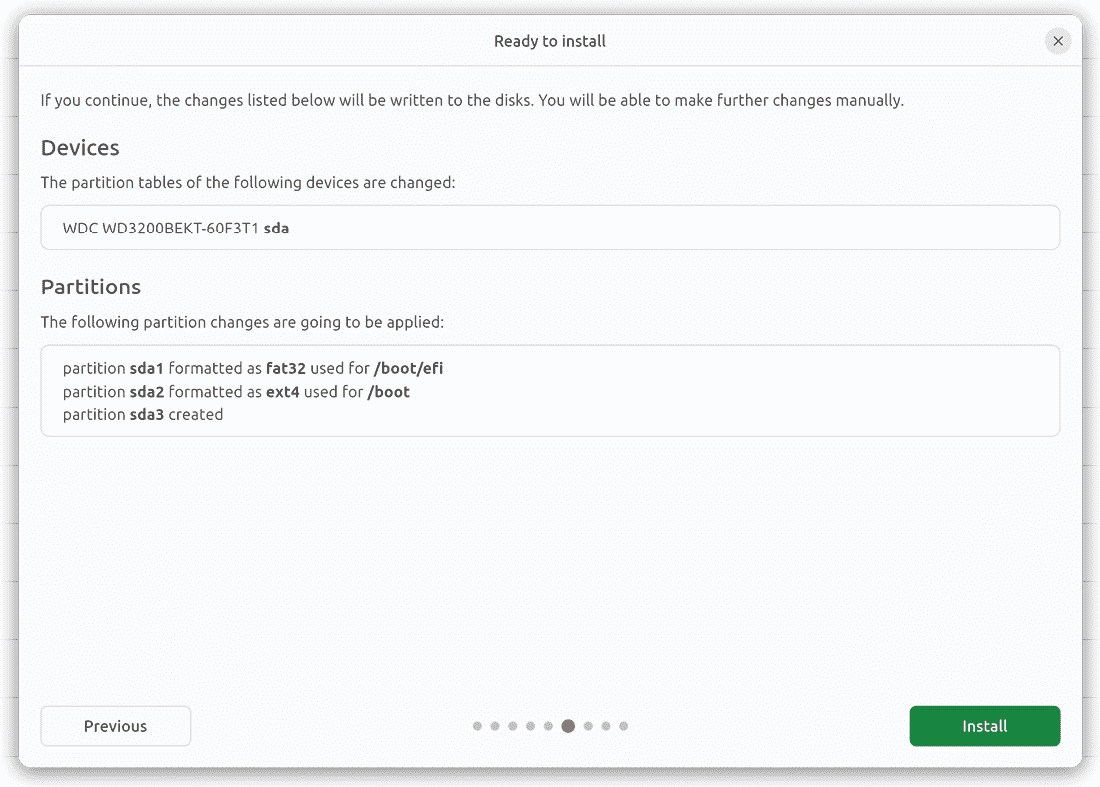 Ready to install
If you continue, the changes listed below will be written to the disks. You will be able to make further changes manually.
Devices
The partition tables of the following devices are changed:
WDC WD3200BEKT-60F3T1 sda
Partitions
The following partition changes are going to be applied:
partition sda1 formatted as fat32 used for /boot/efi
partition sda2 formatted as ext4 used for /boot
partition sda3 created
Previous
Install